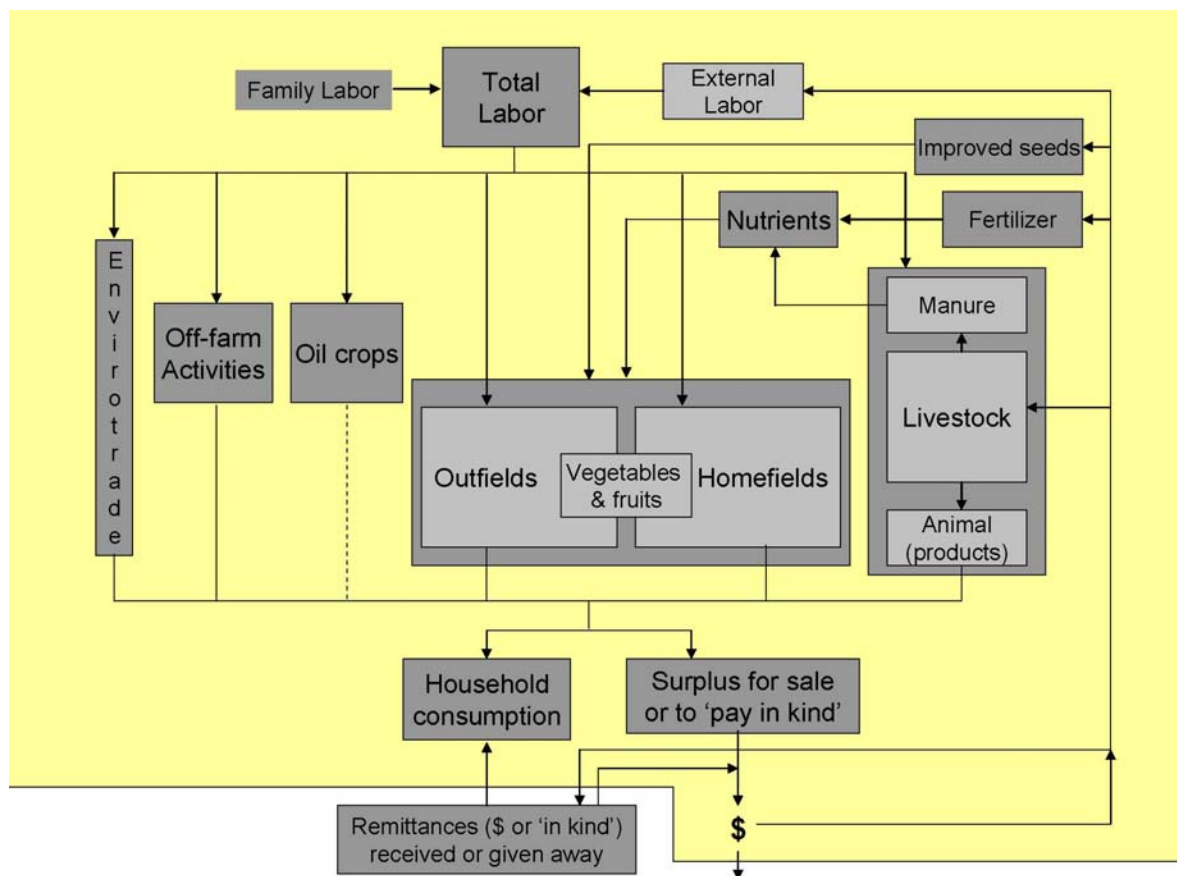 Family Labor
Total
Labor
External
Labor
Improved seeds
Nutrients
Fertilizer
Envirotrade
Off-farm
Activities
Oil crops
Manure
Livestock
Animal
(products)
Outfields
Vegetables
& fruits
Homefields
Household
consumption
Surplus for sale
or to ‘pay in kind’
Remittances ($ or ‘in kind’)
received or given away
$